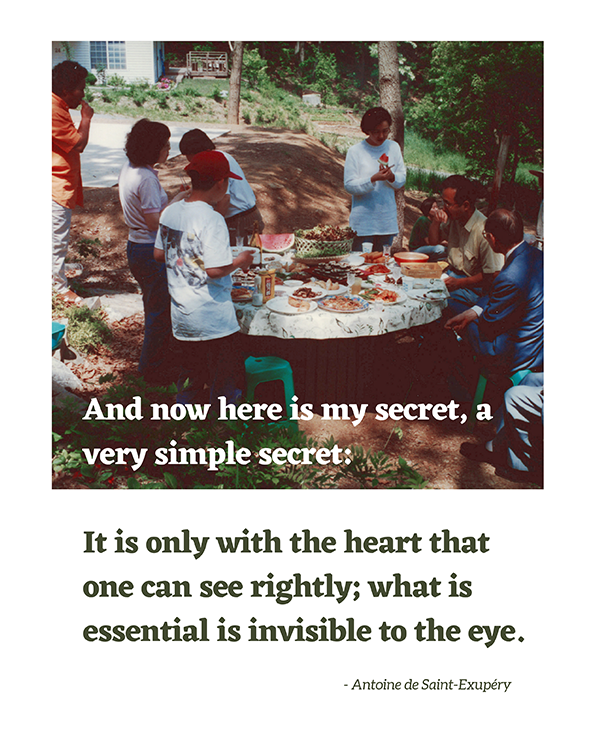 And now here is my secret, a
very simple secret:
It is only with the heart that
one can see rightly; what is
essential is invisible to the eye.
- Antoine de Saint-Exupéry